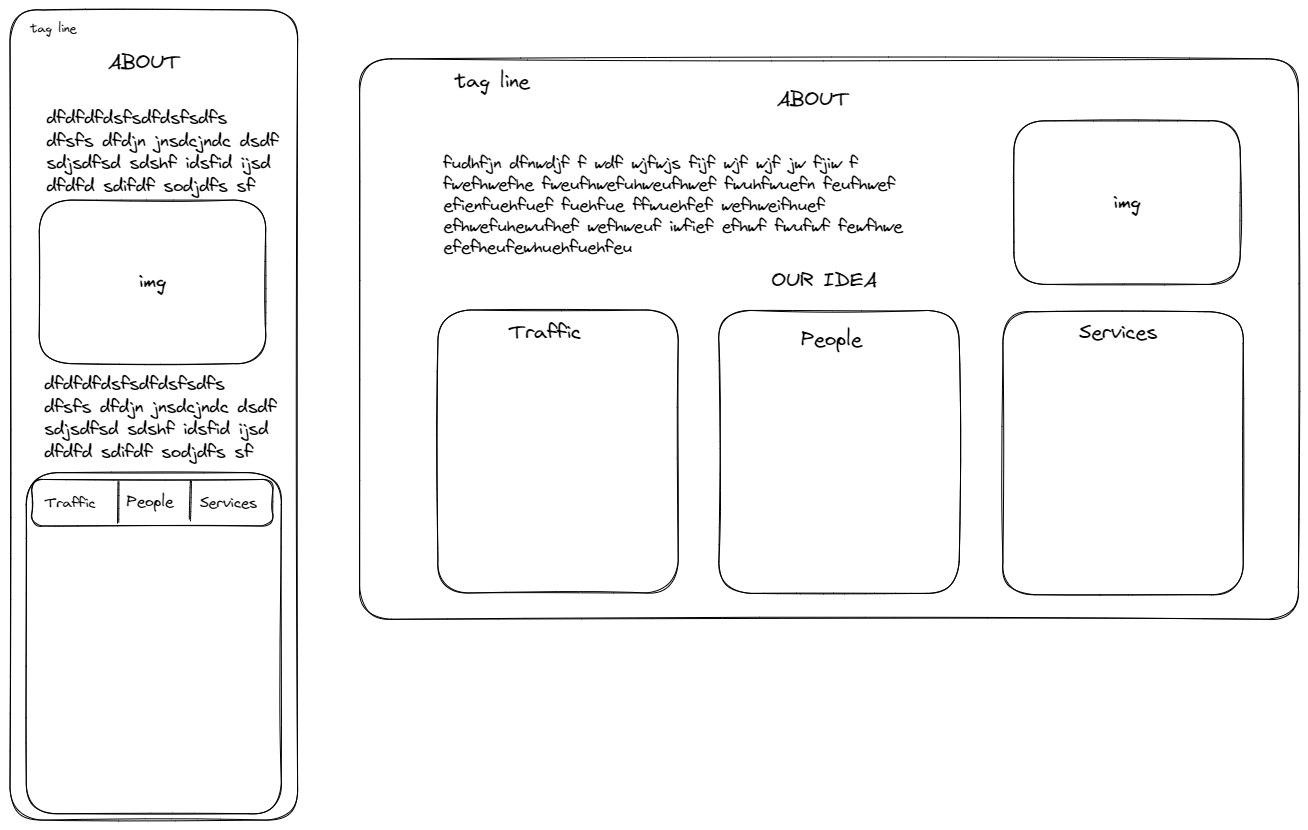 tag line
ABOUT
dfdfdfdsfsdfdsfsdfs
dfsfs dfdjn jnsdcjndc dsdf
sdjsdfsd sdshf idsfid ijsd
dfdfd sdifdf sodjdfs sf
img
dfdfdfdsfsdfdsfsdfs
dfsfs dfdjn jnsdcjndc dsdf
sdjsdfsd sdshf idsfid ijsd
dfdfd sdifdf sodjdfs sf
Traffic People Services
tag line
ABOUT
fudhfjn dfnwdjf f wdf wjfwjs fijf wjf wjf jw fjiw f
fwefhwefhe fweufhwefuhweufhwef fwuhfwuefn feufhwef
efienfuehfuef fuehfue ffwuehfef wefhweifhuef
efhwefuhewufhef wefhweuf iwfief efhwf fwufwf fewfhwe
efefheufewhuehfuehfeu
img
OUR IDEA
Traffic
People
Services